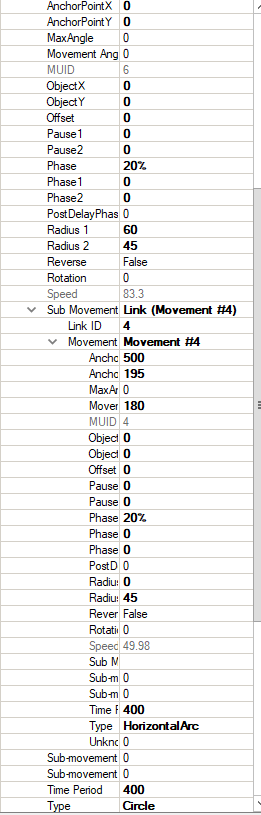 AnchorPointX 0
AnchorPointY 0
MaxAngle 0
Movement Ang 0
MUID 6
ObjectX 0
ObjectY 0
Offset 0
Pause1 0
Pause2 0
Phase 20%
Phase1 0
Phase2 0
PostDelayPhas 0
Radius 1 60
Radius 2 45
Reverse False
Rotation 0
Speed 83.3
Sub Movement Link (Movement #4)
Link ID 4
Movement Movement #4
Ancho 500
Ancho 195
MaxAr 0
Mover 180
MUID 4
Object 0
Object 0
Offset 0
Pause 0
Pause 0
Phase 20%
Phase 0
Phase 0
PostD 0
Radiu: 0
Radiu: 45
Rever False
Rotati 0
Speed 49.98
Sub M
Sub-m 0
Sub-m 0
Time F 400
Type HorizontalArc
Unknc 0
Sub-movement 0
Sub-movement 0
Time Period 400
Type Circle